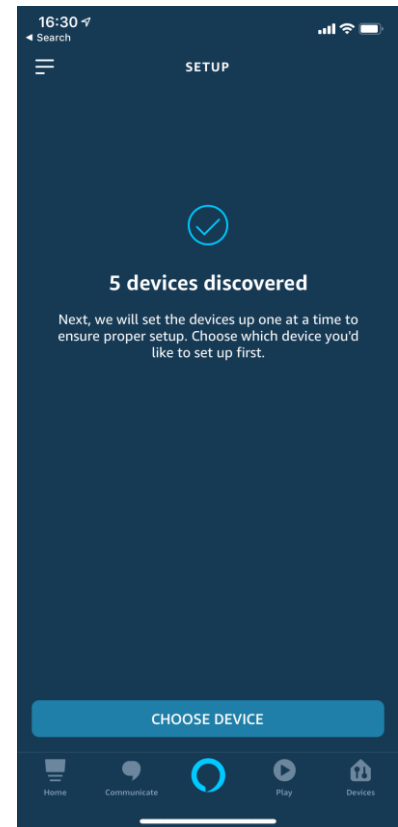 16:30
Search
SETUP
5 devices discovered
Next, we will set the devices up one at a time to
ensure proper setup. Choose which device you'd
like to set up first.
CHOOSE DEVICE
Home
Communicate
Play
Devices